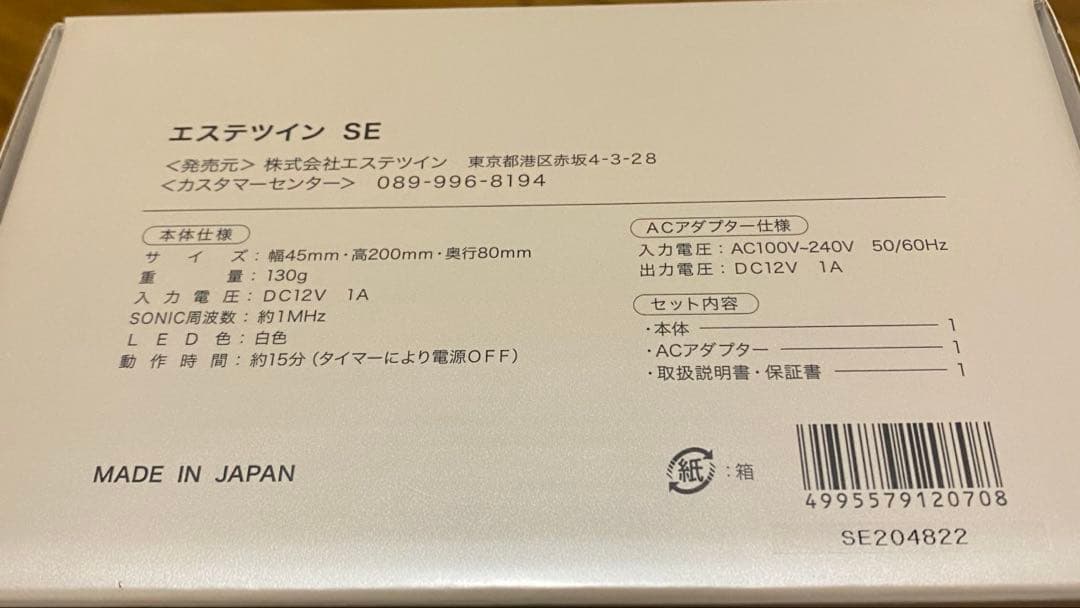 エステツイン SE
<発売元> 株式会社エステツイン 東京都港区赤坂4-3-28
<カスタマーセンター> 089-996-8194
本体仕様
サイズ：幅45mm・高200mm・奥行80mm
重量：130g
入力電圧：DC12V 1A
SONIC周波数：約1MHz
LED色：白色
動作時間：約15分（タイマーにより電源OFF）
ACアダプター仕様
入力電圧：AC100V~240V 50/60Hz
出力電圧：DC12V 1A
セット内容
・本体 1
・ACアダプター 1
・取扱説明書・保証書 1
MADE IN JAPAN
紙：箱
4995579120708
SE204822